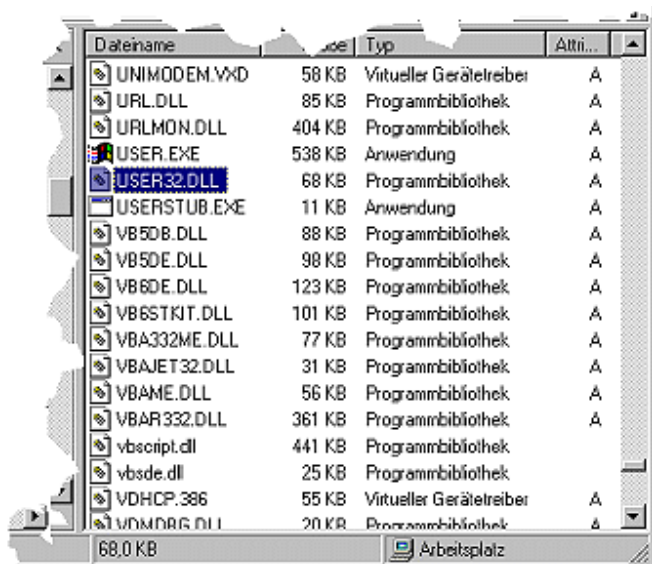 Dateiname Typ Attri...
UNIMODEM.VXD 58 KB Virtueller Gerätetreiber A
URL.DLL 85 KB Programmbibliothek A
URLMON.DLL 404 KB Programmbibliothek A
USER.EXE 538 KB Anwendung A
USER32.DLL 68 KB Programmbibliothek A
USERSTUB.EXE 11 KB Anwendung A
VB5DB.DLL 88 KB Programmbibliothek A
VB5DE.DLL 98 KB Programmbibliothek A
VB6DE.DLL 123 KB Programmbibliothek A
VB6STKIT.DLL 101 KB Programmbibliothek A
VBA332ME.DLL 77 KB Programmbibliothek A
VBAJET32.DLL 31 KB Programmbibliothek A
VBAME.DLL 56 KB Programmbibliothek A
VBAR332.DLL 361 KB Programmbibliothek A
vbscript.dll 441 KB Programmbibliothek
vbsde.dll 25 KB Programmbibliothek
VDHCP.386 55 KB Virtueller Gerätetreiber A
VDMDBG.DLL 20 KB Programmbibliothek A
68,0 KB Arbeitsplatz